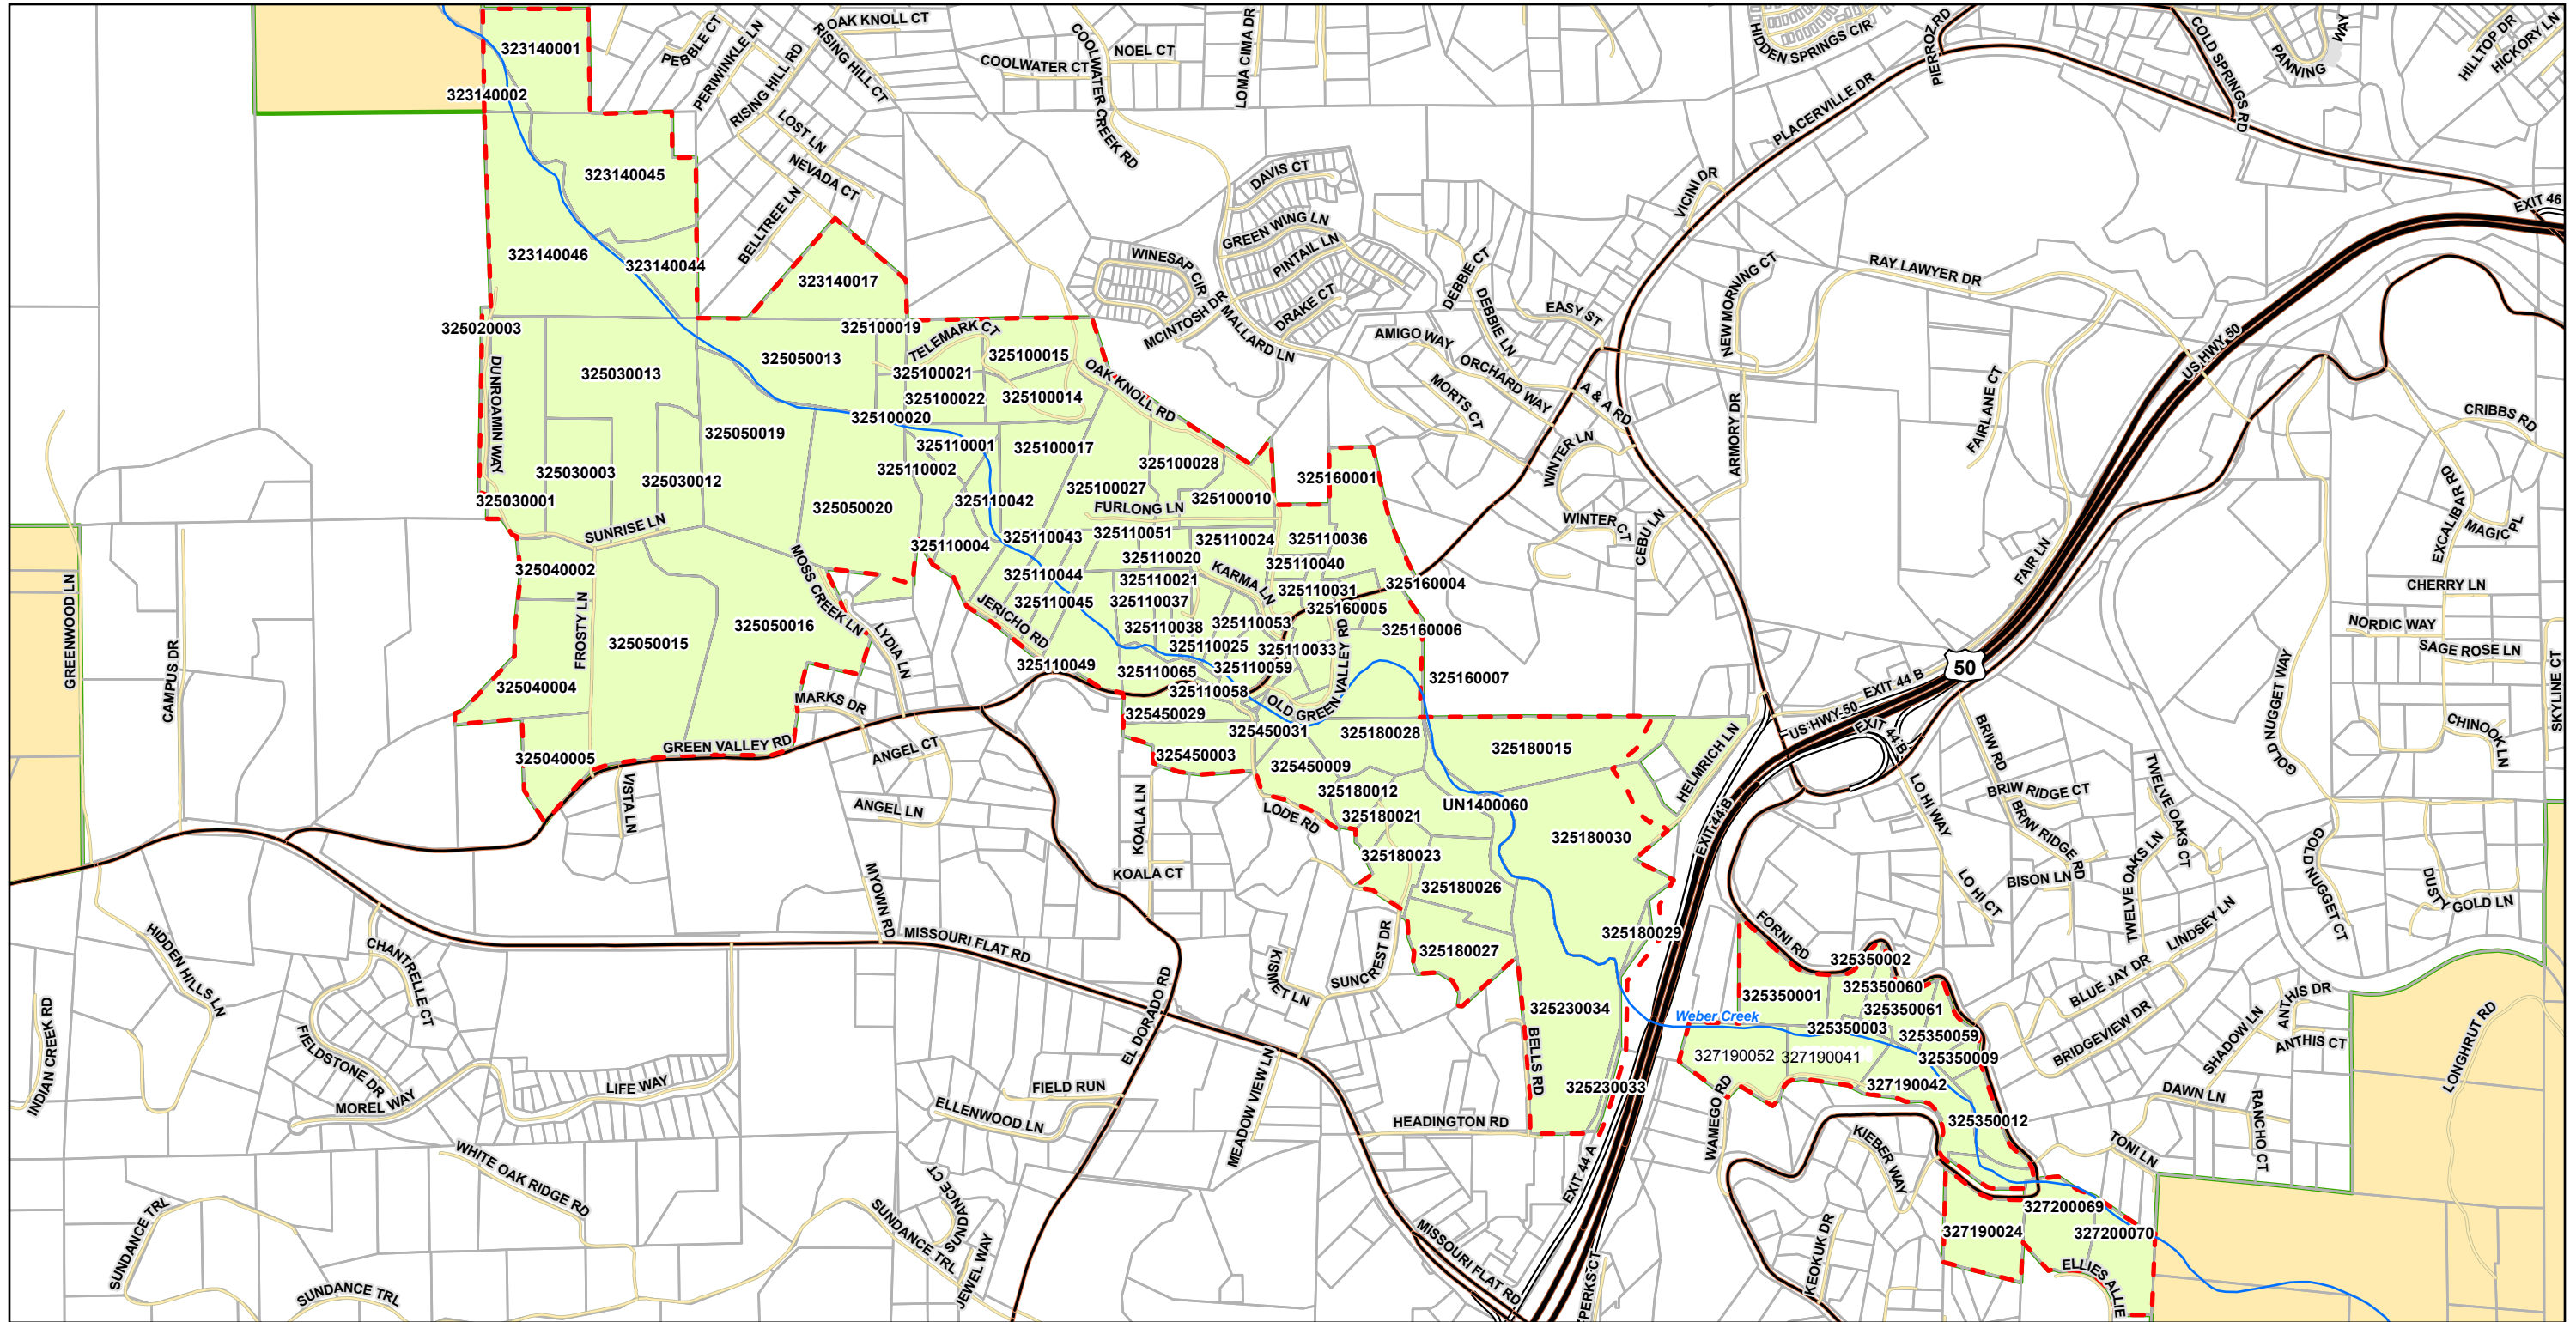 323140001
323140002
PEBBLE CT
PERIWINKLE LN
RISING HILL RD
OAK KNOLL CT
RISING HILL CT
COOLWATER CT
COOLWATER CREEK RD
NOEL CT
LOMA CIMA DR
HIDDEN SPRINGS CIR
PIERROZ RD
COLD SPRINGS RD
PANNING
WAY
HILLTOP DR
HICKORY LN
PLACERVILLE DR
LOST LN
NEVADA CT
BELLTREE LN
323140045
323140046
323140044
323140017
DAVIS CT
GREEN WING LN
PINTAIL LN
DRAKE CT
WINESAP CIR
MCINTOSH DR
MALLARD LN
VICINI DR
EXIT 46
RAY LAWYER DR
NEW MORNING CT
DEBBIE CT
DEBBIE LN
EASY ST
AMIGO WAY
ORCHARD WAY
MORTS CT
A & A RD
US HWY 50
325020003
DUNROAMIN WAY
325100019
TELEMARK CT
325050013
325100015
325030013
325100021
325100022
325100014
OAK KNOLL RD
325100020
325050019
325110001
325100017
325110002
325100028
325030003
325030012
325100027
325100010
325160001
325030001
325050020
325110042
FURLONG LN
SUNRISE LN
325110043
325110051
325110024
325110036
325110004
325110020
325110040
MOSS CREEK LN
325040002
325110044
325110021
KARMA LN
325110031
325160004
325110045
325110037
325160005
JERICHO RD
325110038
325110053
325160006
FROSTY LN
325050015
325050016
LYDIA LN
325110025
325110033
OLD GREEN VALLEY RD
325110049
325110065
325110059
325160007
325040004
325110058
MARKS DR
325450029
325450031
325180028
325180015
GREEN VALLEY RD
ANGEL CT
325040005
325450003
325450009
VISTA LN
ANGEL LN
KOALA LN
KOALA CT
LODE RD
325180012
325180021
UN1400060
325180030
HELMRICH LN
325180023
325180026
325180027
325180029
WINTER LN
WINTER CT
CEBU LN
ARMORY DR
FAIRLANE CT
FAIR LN
CRIBBS RD
EXCALIBAR RD
MAGIC PL
CHERRY LN
NORDIC WAY
SAGE ROSE LN
SKYLINE CT
CHINOOK LN
GOLD NUGGET WAY
GOLD NUGGET CT
DUSTY GOLD LN
50
EXIT 44 B
US HWY 50
EXIT 44 B
EXIT 44 B
BRIW RD
BRIW RIDGE CT
BRIW RIDGE RD
LO HI WAY
LO HI CT
BISON LN
TWELVE OAKS CT
TWELVE OAKS LN
LINDSEY LN
BLUE JAY DR
BRIDGEVIEW DR
SHADOW LN
ANTHIS DR
ANTHIS CT
DAWN LN
RANCHO CT
TONI LN
LONGHRUT RD
GREENWOOD LN
CAMPUS DR
HIDDEN HILLS LN
INDIAN CREEK RD
CHANTRELLE CT
FIELDSTONE DR
MOREL WAY
LIFE WAY
MYOWN RD
MISSOURI FLAT RD
EL DORADO RD
KISMET LN
SUNCREST DR
BELLS RD
325230034
325230033
Weber Creek
FORNI RD
325350002
325350001
325350060
325350061
325350003
325350059
325350009
327190052
327190041
327190042
325350012
WAMEGO RD
KIEBER WAY
KEOKUK DR
327190024
327200069
327200070
ELLIES ALLIE
FIELD RUN
ELLENWOOD LN
MEADOW VIEW LN
HEADINGTON RD
EXIT 44 A
PERKS CT
MISSOURI FLAT RD
WHITE OAK RIDGE RD
SUNDANCE TRL
SUNDANCE TRL
SUNDANCE TRL
SUNDANCE CT
JEWEL WAY